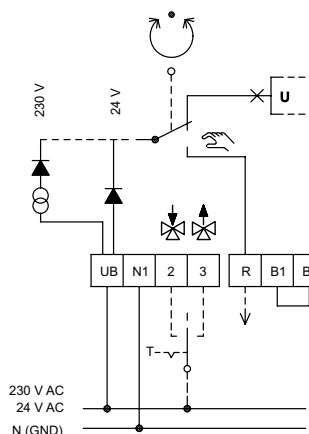 230 V
24 V
U
UB N1 2 3 R B1 B
T
230 V AC
24 V AC
N (GND)